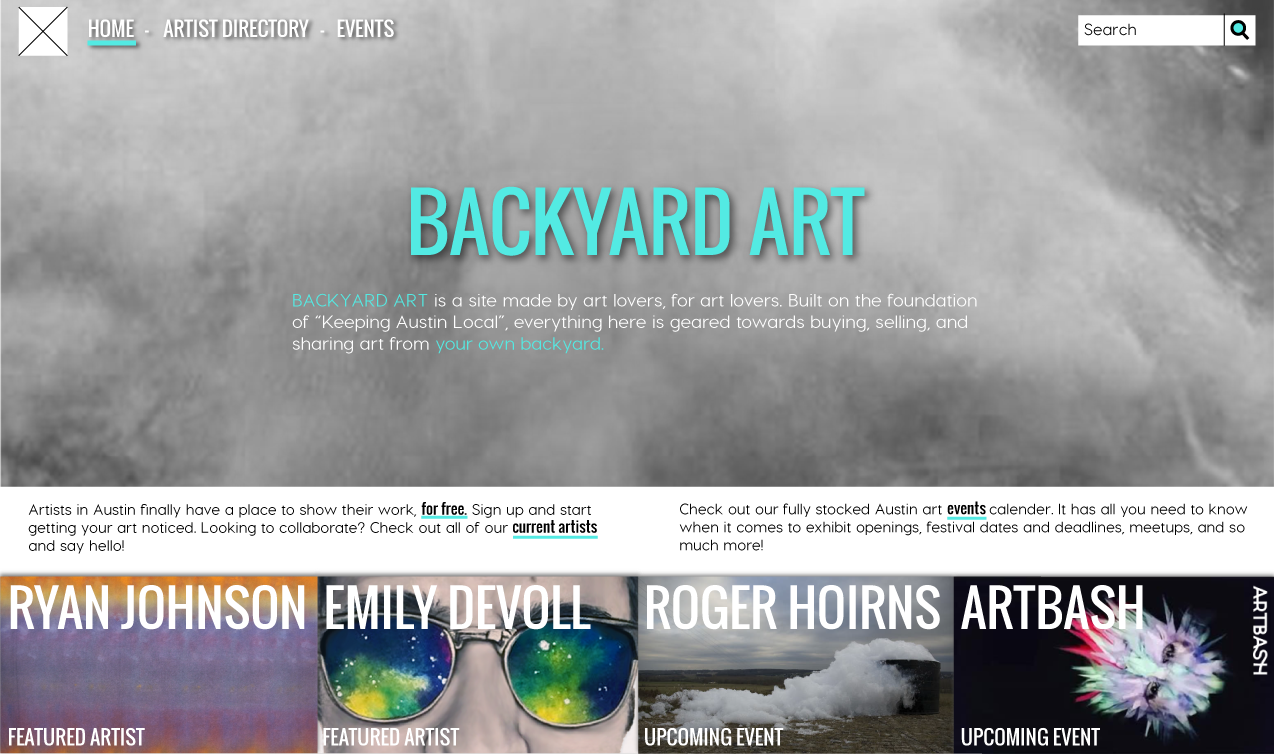 HOME - ARTIST DIRECTORY - EVENTS
Search
BACKYARD ART
BACKYARD ART is a site made by art lovers, for art lovers. Built on the foundation
of “Keeping Austin Local”, everything here is geared towards buying, selling, and
sharing art from your own backyard.
Artists in Austin finally have a place to show their work, for free. Sign up and start
getting your art noticed. Looking to collaborate? Check out all of our current artists
and say hello!
Check out our fully stocked Austin art events calender. It has all you need to know
when it comes to exhibit openings, festival dates and deadlines, meetups, and so
much more!
RYAN JOHNSON
FEATURED ARTIST
EMILY DEVOLL
FEATURED ARTIST
ROGER HOIRNS
UPCOMING EVENT
ARTBASH
ARTBASH
UPCOMING EVENT